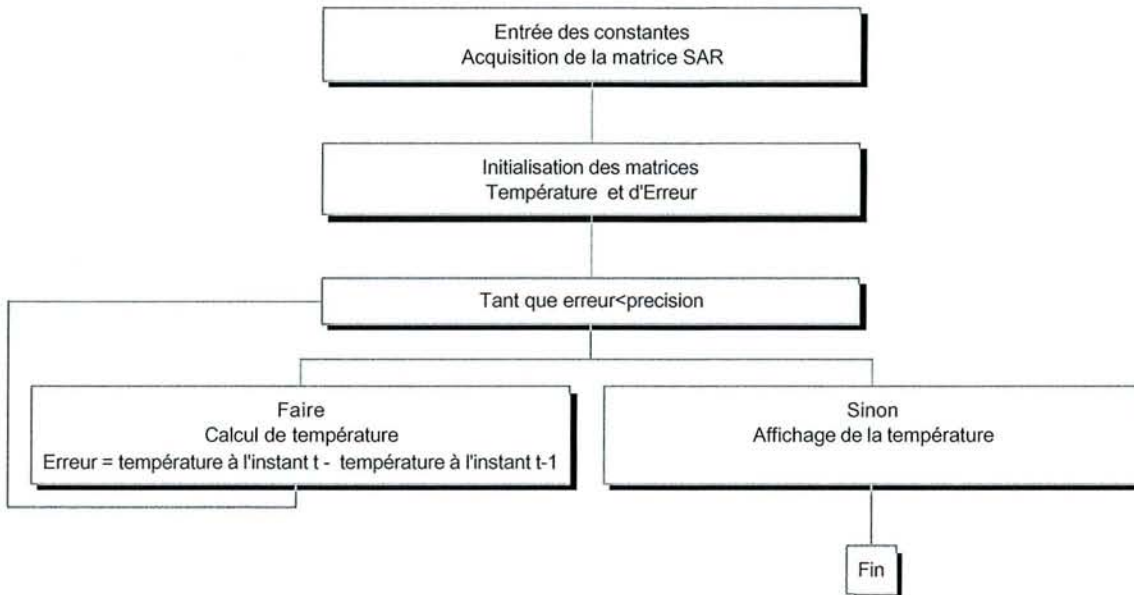 Entrée des constantes
Acquisition de la matrice SAR
Initialisation des matrices
Température et d'Erreur
Tant que erreur<precision
Faire
Calcul de température
Erreur = température à l'instant t - température à l'instant t-1
Sinon
Affichage de la température
Fin